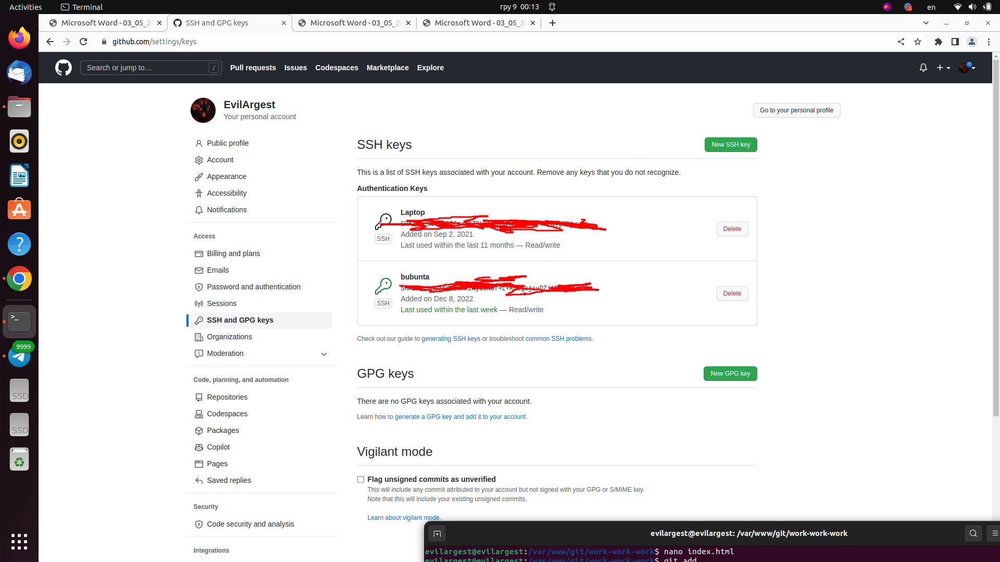 Activities
Terminal
гру 9 00:13
en
Microsoft Word - 03_05_2
SSH and GPG keys
Microsoft Word - 03_05_2
Microsoft Word - 03_05_2
github.com/settings/keys
Search or jump to…
/
Pull requests
Issues
Codespaces
Marketplace
Explore
EvilArgest
Your personal account
Go to your personal profile
Public profile
Account
Appearance
Accessibility
Notifications
Access
Billing and plans
Emails
Password and authentication
Sessions
SSH and GPG keys
Organizations
Moderation
Code, planning, and automation
Repositories
Codespaces
Packages
Copilot
Pages
Saved replies
Security
Code security and analysis
Integrations
SSH keys
New SSH key
This is a list of SSH keys associated with your account. Remove any keys that you do not recognize.
Authentication Keys
Laptop
SSH
Added on Sep 2, 2021
Last used within the last 11 months — Read/write
Delete
bubunta
SSH
Added on Dec 8, 2022
Last used within the last week — Read/write
Delete
Check out our guide to generating SSH keys or troubleshoot common SSH problems.
GPG keys
New GPG key
There are no GPG keys associated with your account.
Learn how to generate a GPG key and add it to your account.
Vigilant mode
Flag unsigned commits as unverified
This will include any commit attributed to your account but not signed with your GPG or S/MIME key.
Note that this will include your existing unsigned commits.
Learn about vigilant mode.
9999
SSD
SSD
evilargest@evilargest: /var/www/git/work-work-work
evilargest@evilargest:/var/www/git/work-work-work$ nano index.html
evilargest@evilargest:/var/www/git/work-work-work$ git add